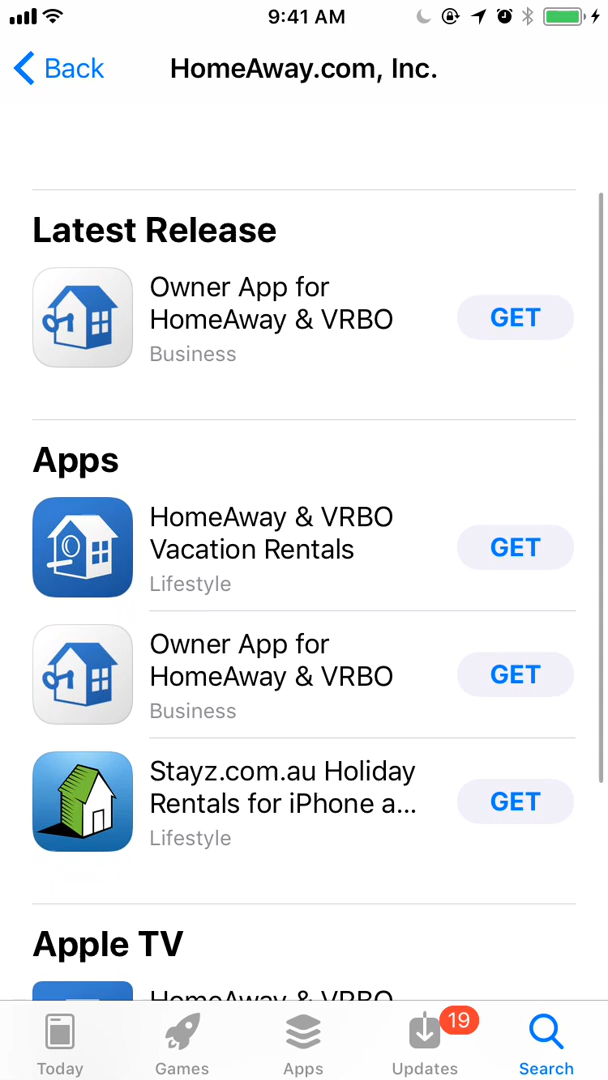 9:41 AM
Back
HomeAway.com, Inc.
Latest Release
Owner App for
HomeAway & VRBO
Business
GET
Apps
HomeAway & VRBO
Vacation Rentals
Lifestyle
GET
Owner App for
HomeAway & VRBO
Business
GET
Stayz.com.au Holiday
Rentals for iPhone a...
Lifestyle
GET
Apple TV
HomeAway & VRBO
Today
Games
Apps
19
Updates
Search